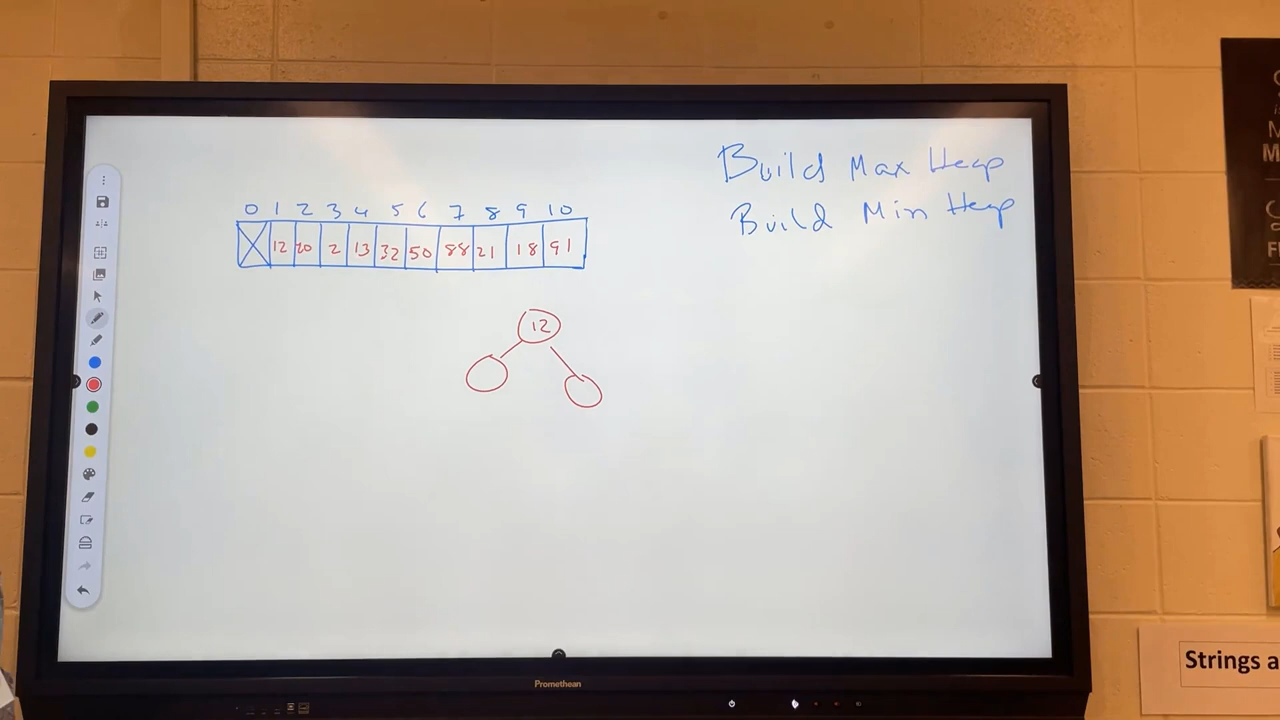 Build Max Heap
Build Min Heap
0 1 2 3 4 5 6 7 8 9 10
X 12 20 2 13 32 50 88 21 18 91
12
Promethean
Strings a